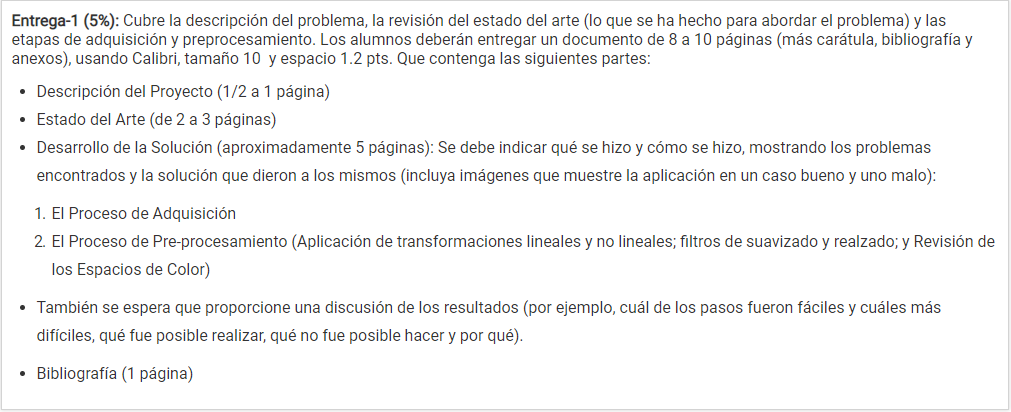 Entrega-1 (5%): Cubre la descripción del problema, la revisión del estado del arte (lo que se ha hecho para abordar el problema) y las
etapas de adquisición y preprocesamiento. Los alumnos deberán entregar un documento de 8 a 10 páginas (más carátula, bibliografía y
anexos), usando Calibri, tamaño 10 y espacio 1.2 pts. Que contenga las siguientes partes:
• Descripción del Proyecto (1/2 a 1 página)
• Estado del Arte (de 2 a 3 páginas)
• Desarrollo de la Solución (aproximadamente 5 páginas): Se debe indicar qué se hizo y cómo se hizo, mostrando los problemas
encontrados y la solución que dieron a los mismos (incluya imágenes que muestre la aplicación en un caso bueno y uno malo):
1. El Proceso de Adquisición
2. El Proceso de Pre-procesamiento (Aplicación de transformaciones lineales y no lineales; filtros de suavizado y realzado; y Revisión de
los Espacios de Color)
• También se espera que proporcione una discusión de los resultados (por ejemplo, cuál de los pasos fueron fáciles y cuáles más
difíciles, qué fue posible realizar, qué no fue posible hacer y por qué).
• Bibliografía (1 página)